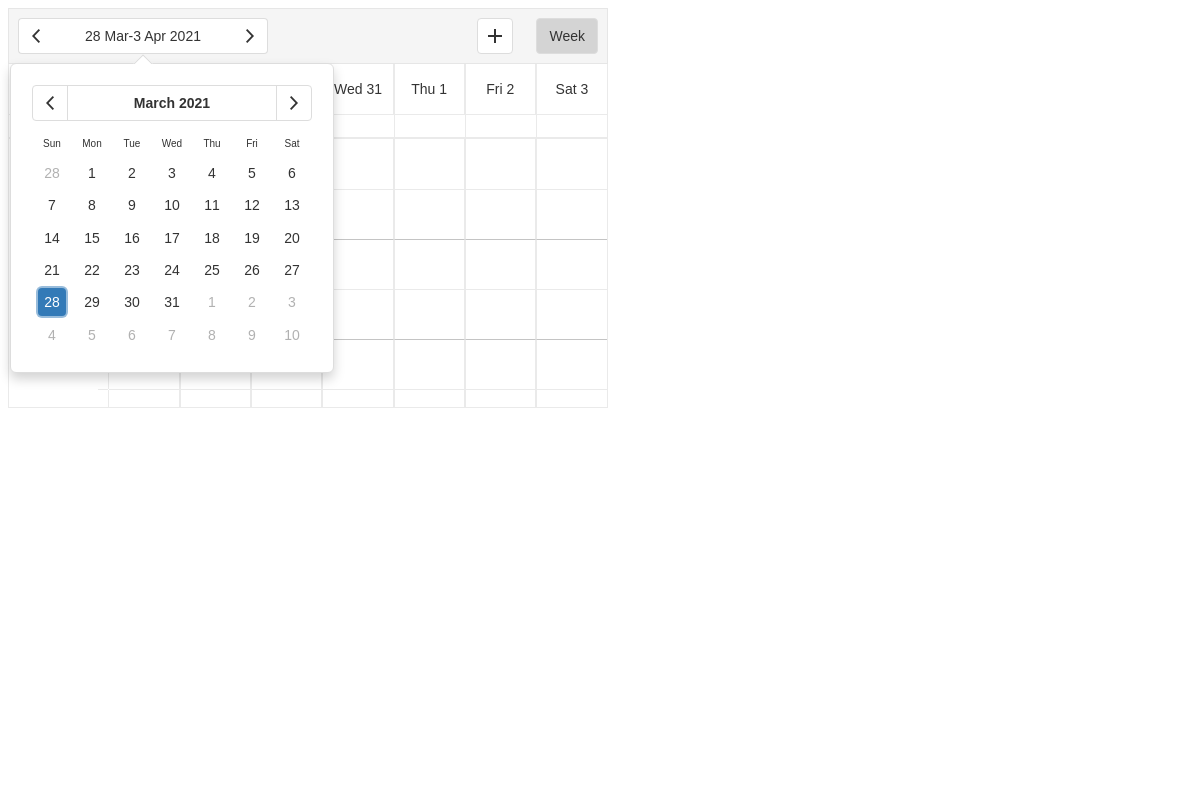 28 Mar-3 Apr 2021 Week
Wed 31 Thu 1 Fri 2 Sat 3
March 2021
Sun Mon Tue Wed Thu Fri Sat
28 1 2 3 4 5 6
7 8 9 10 11 12 13
14 15 16 17 18 19 20
21 22 23 24 25 26 27
28 29 30 31 1 2 3
4 5 6 7 8 9 10